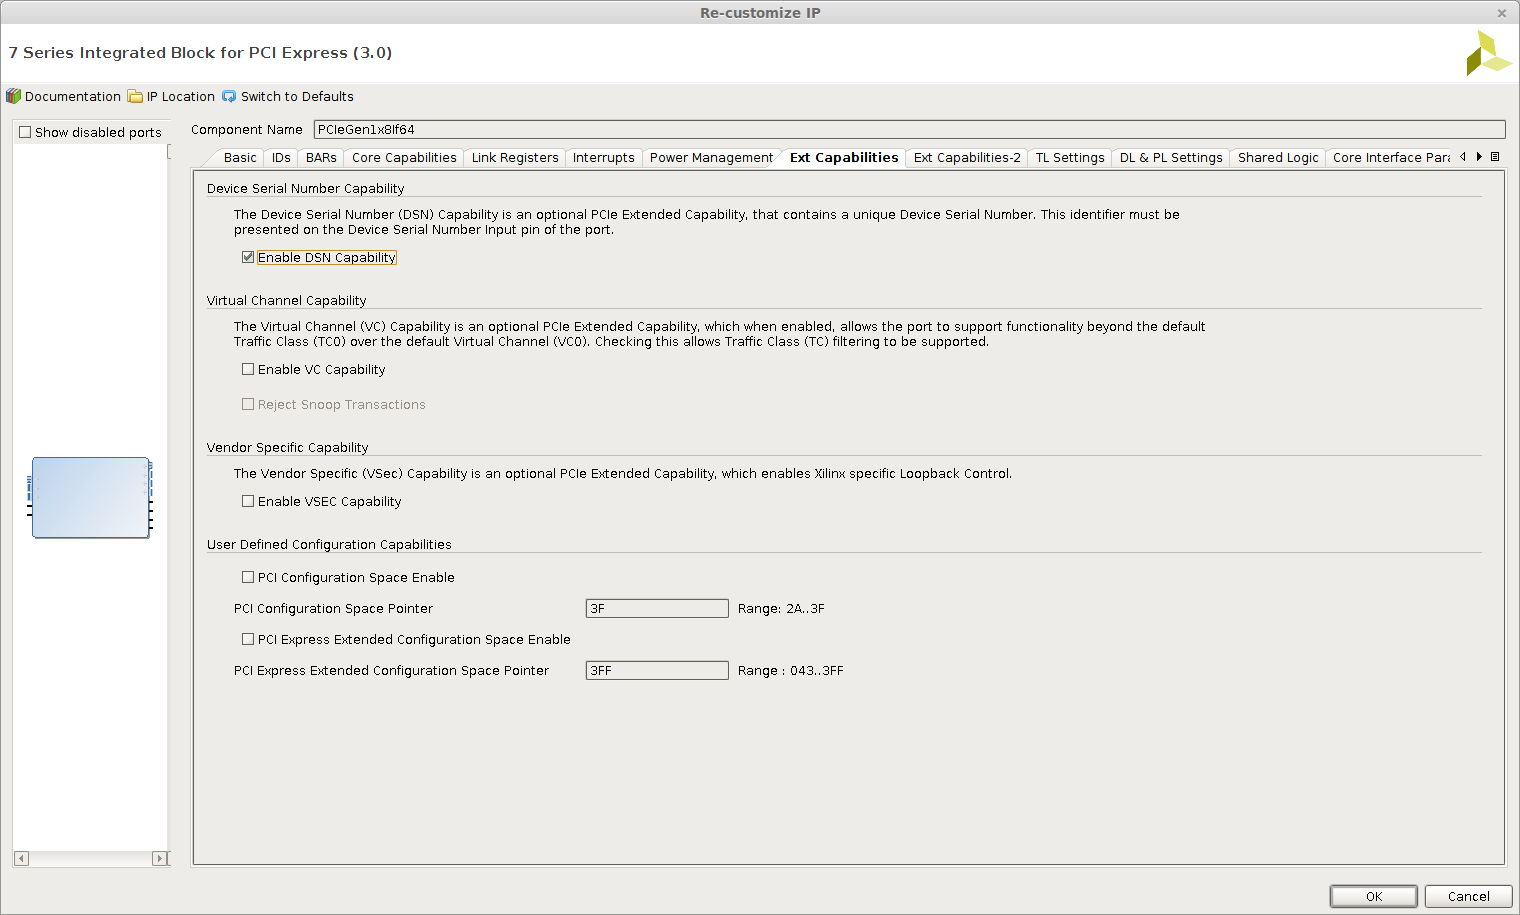 Re-customize IP
7 Series Integrated Block for PCI Express (3.0)
Documentation IP Location Switch to Defaults
Show disabled ports
Component Name PCIeGen1x8If64
Basic IDs BARs Core Capabilities Link Registers Interrupts Power Management Ext Capabilities Ext Capabilities-2 TL Settings DL & PL Settings Shared Logic Core Interface Para
Device Serial Number Capability
The Device Serial Number (DSN) Capability is an optional PCIe Extended Capability, that contains a unique Device Serial Number. This identifier must be
presented on the Device Serial Number Input pin of the port.
Enable DSN Capability
Virtual Channel Capability
The Virtual Channel (VC) Capability is an optional PCIe Extended Capability, which when enabled, allows the port to support functionality beyond the default
Traffic Class (TC0) over the default Virtual Channel (VC0). Checking this allows Traffic Class (TC) filtering to be supported.
Enable VC Capability
Reject Snoop Transactions
Vendor Specific Capability
The Vendor Specific (VSec) Capability is an optional PCIe Extended Capability, which enables Xilinx specific Loopback Control.
Enable VSEC Capability
User Defined Configuration Capabilities
PCI Configuration Space Enable
PCI Configuration Space Pointer 3F Range: 2A..3F
PCI Express Extended Configuration Space Enable
PCI Express Extended Configuration Space Pointer 3FF Range : 043..3FF
OK Cancel